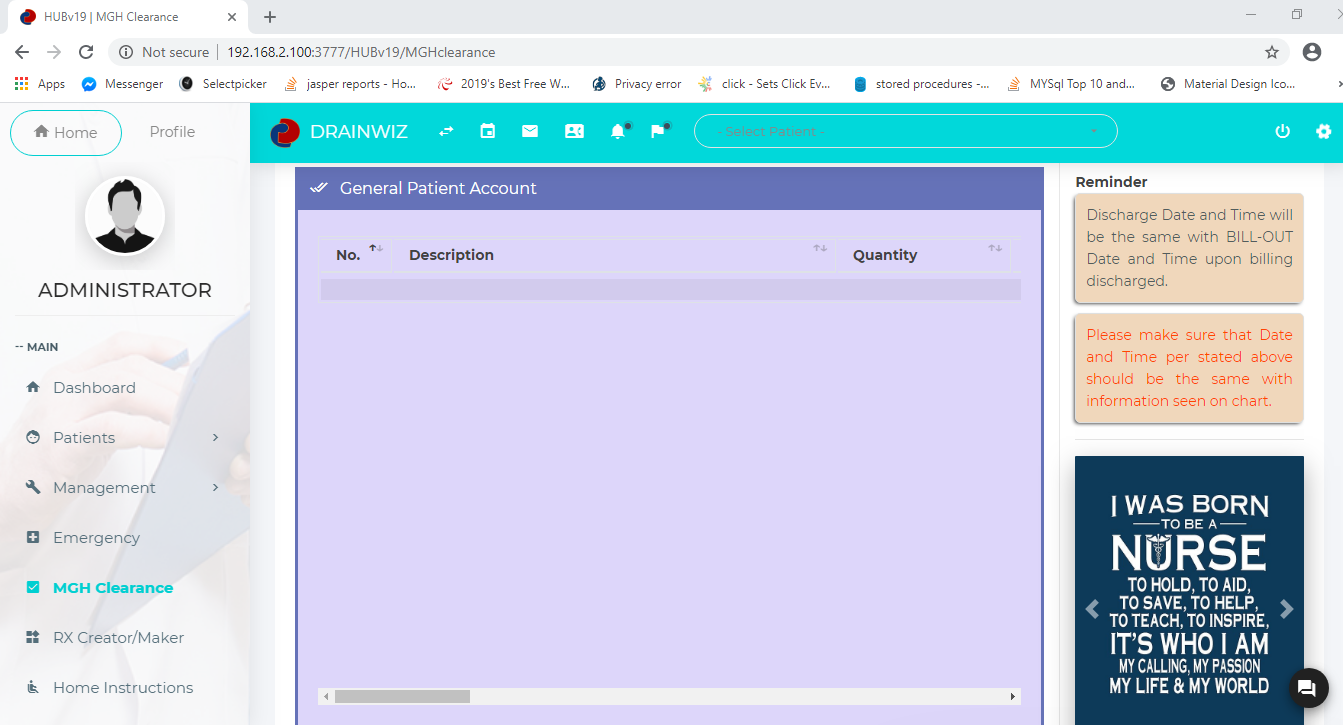 HUBv19 | MGH Clearance
Not secure | 192.168.2.100:3777/HUBv19/MGHclearance
Apps
Messenger
Selectpicker
jasper reports - Ho...
2019's Best Free W...
Privacy error
click - Sets Click Ev...
stored procedures -...
MYSql Top 10 and...
Material Design Ico...
Home
Profile
DRAINWIZ
- Select Patient -
ADMINISTRATOR
-- MAIN
Dashboard
Patients
Management
Emergency
MGH Clearance
RX Creator/Maker
Home Instructions
General Patient Account
No.
Description
Quantity
Reminder
Discharge Date and Time will
be the same with BILL-OUT
Date and Time upon billing
discharged.
Please make sure that Date
and Time per stated above
should be the same with
information seen on chart.
I WAS BORN
TO BE A
NURSE
TO HOLD, TO AID,
TO SAVE, TO HELP,
TO TEACH, TO INSPIRE,
IT'S WHO I AM
MY CALLING, MY PASSION
MY LIFE & MY WORLD